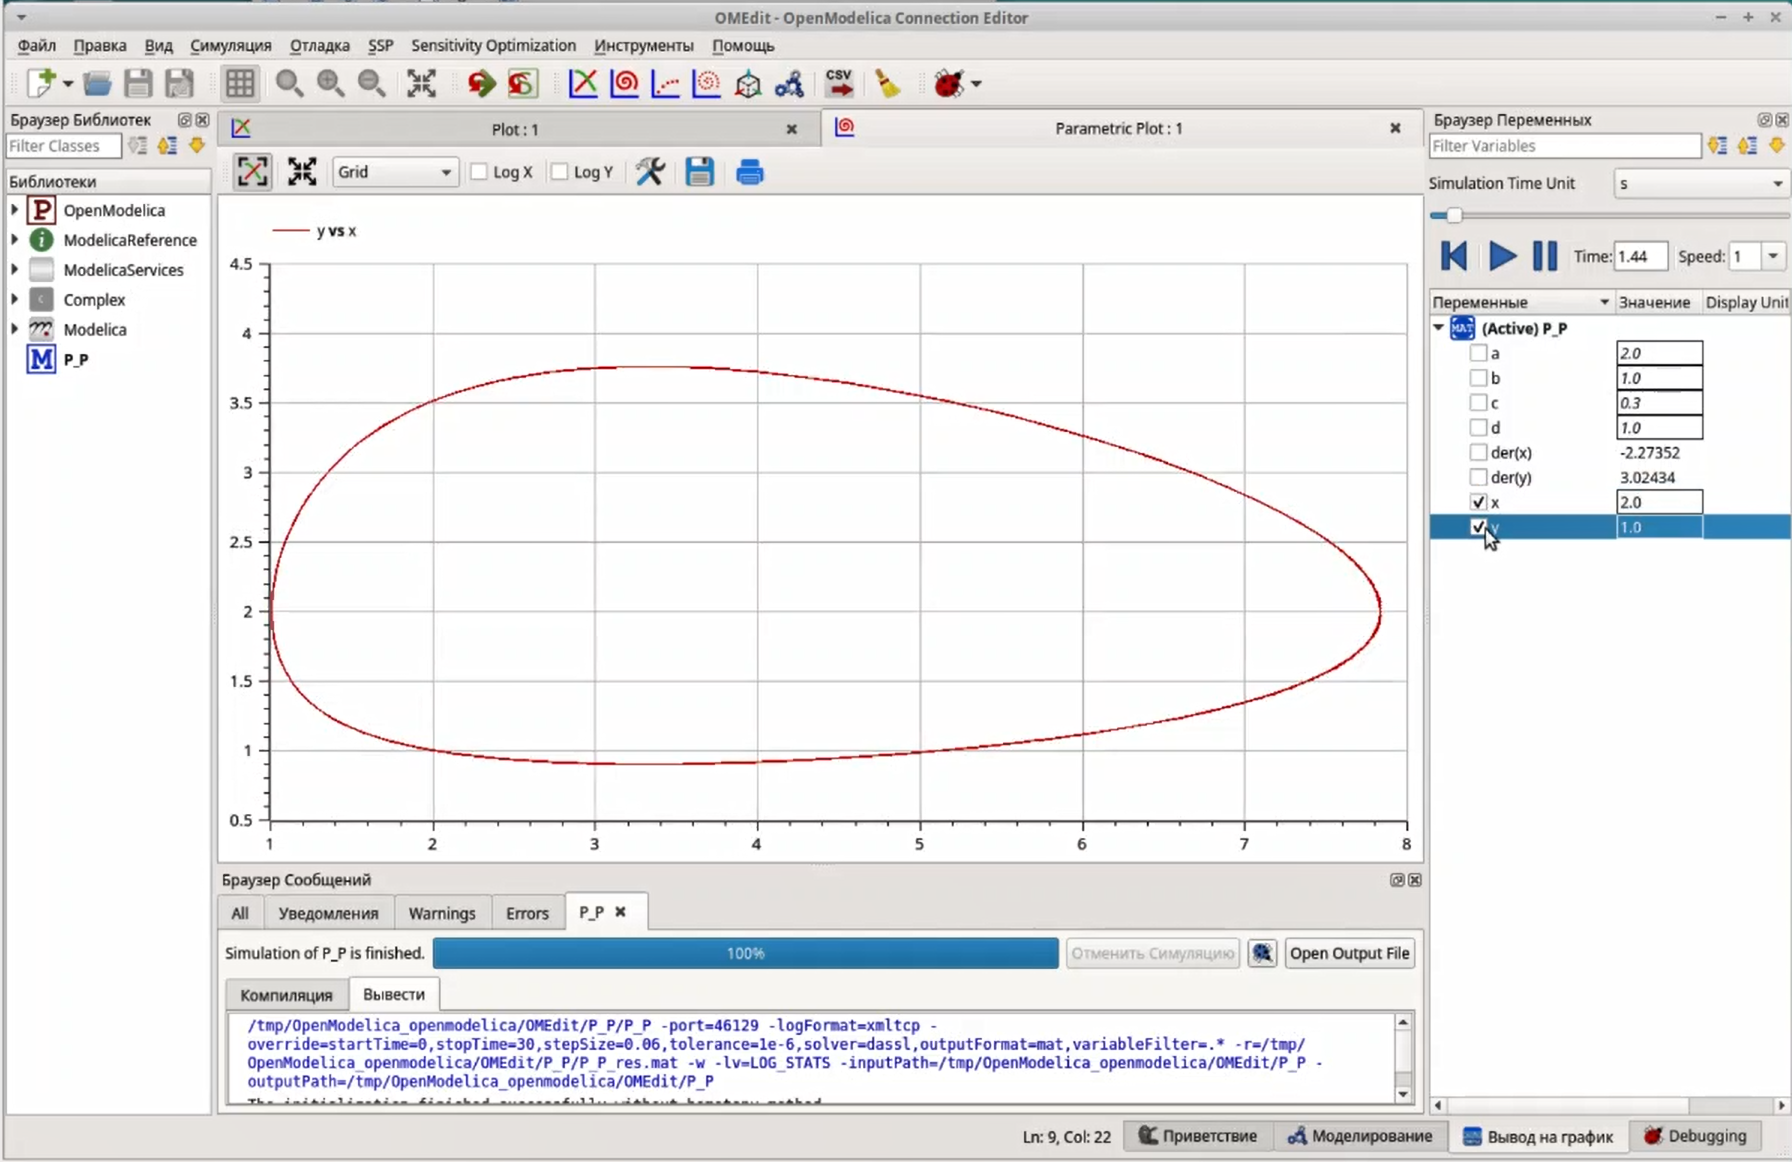 OMEdit - OpenModelica Connection Editor
Файл Правка Вид Симуляция Отладка SSP Sensitivity Optimization Инструменты Помощь
CSV
Браузер Библиотек
Filter Classes
Библиотеки
OpenModelica
ModelicaReference
ModelicaServices
Complex
Modelica
P_P
Plot : 1
Parametric Plot : 1
Grid Log X Log Y
y vs x
4.5
4
3.5
3
2.5
2
1.5
1
0.5
1 2 3 4 5 6 7 8
Браузер Сообщений
All Уведомления Warnings Errors P_P
Simulation of P_P is finished. 100% Отменить Симуляцию Open Output File
Компиляция Вывести
/tmp/OpenModelica_openmodelica/OMEdit/P_P/P_P -port=46129 -logFormat=xmltcp -
override=startTime=0,stopTime=30,stepSize=0.06,tolerance=1e-6,solver=dassl,outputFormat=mat,variableFilter=.* -r=/tmp/
OpenModelica_openmodelica/OMEdit/P_P/P_P_res.mat -w -lv=LOG_STATS -inputPath=/tmp/OpenModelica_openmodelica/OMEdit/P_P -
outputPath=/tmp/OpenModelica_openmodelica/OMEdit/P_P
The initialization finished successfully without homotopy method.
Браузер Переменных
Filter Variables
Simulation Time Unit s
Time: 1.44 Speed: 1
Переменные Значение Display Unit
(Active) P_P
a 2.0
b 1.0
c 0.3
d 1.0
der(x) -2.27352
der(y) 3.02434
x 2.0
y 1.0
Ln: 9, Col: 22 Приветствие Моделирование Вывод на график Debugging